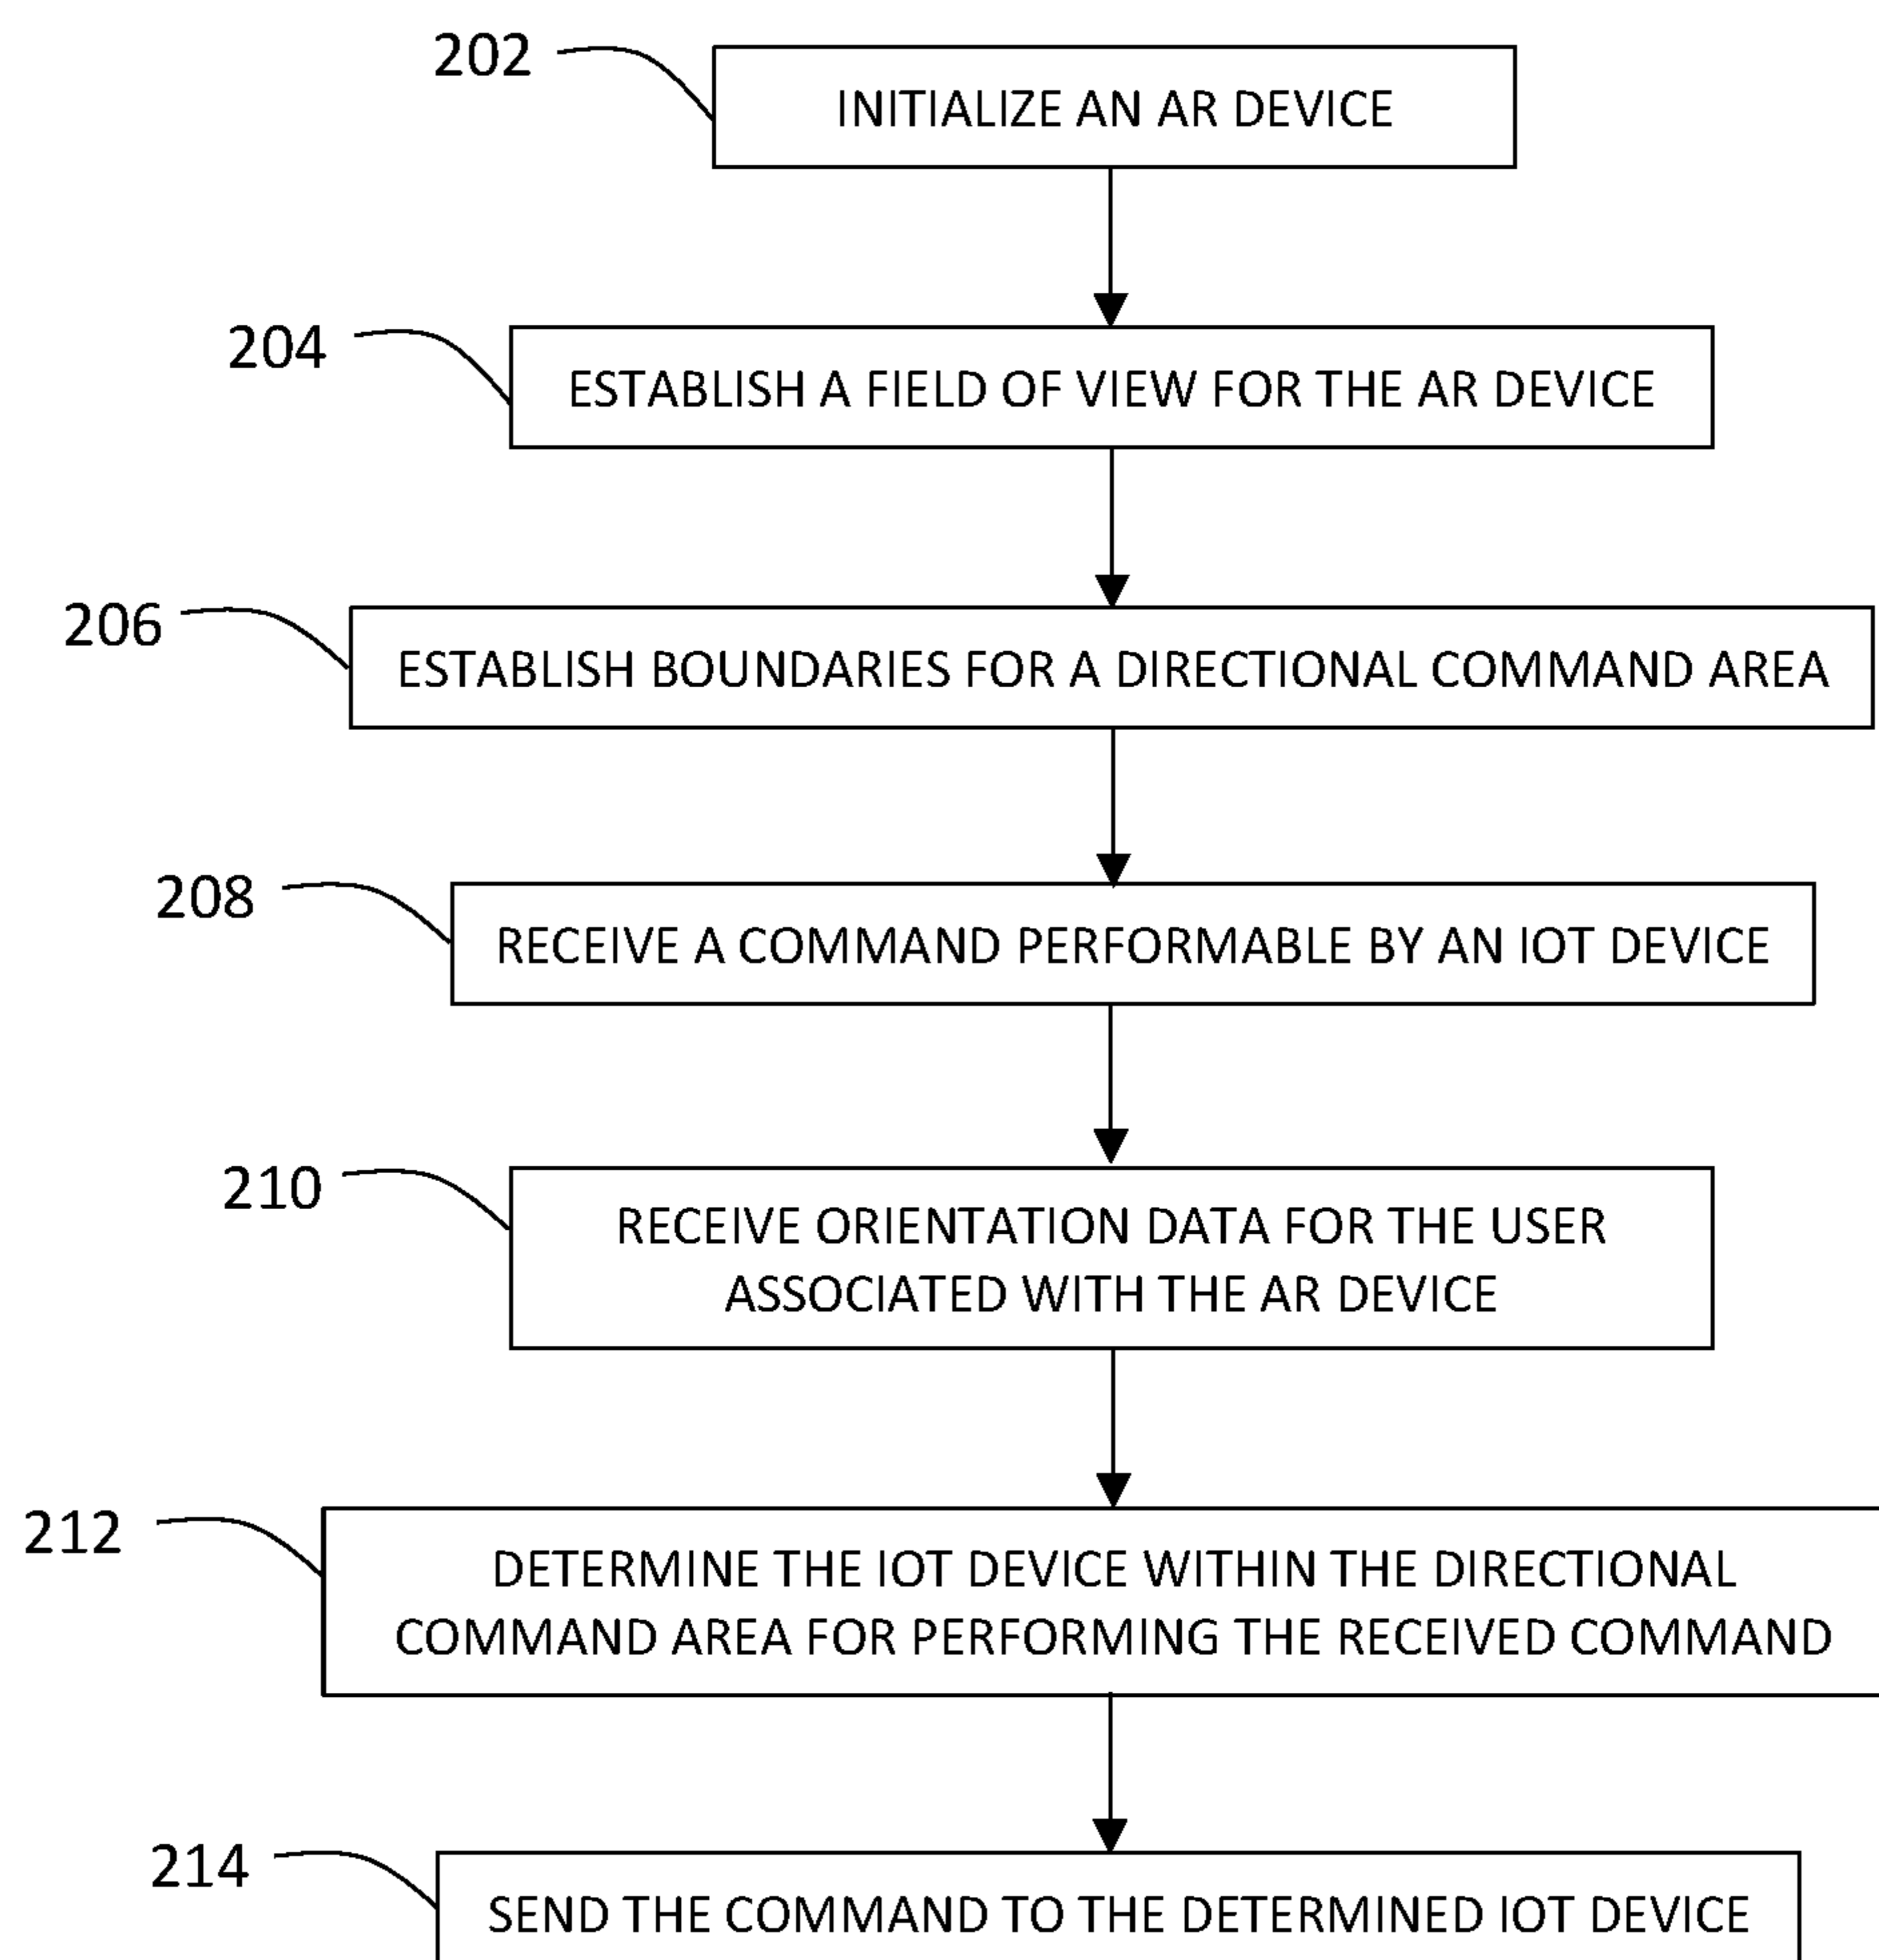 202
INITIALIZE AN AR DEVICE
204
ESTABLISH A FIELD OF VIEW FOR THE AR DEVICE
206
ESTABLISH BOUNDARIES FOR A DIRECTIONAL COMMAND AREA
208
RECEIVE A COMMAND PERFORMABLE BY AN IOT DEVICE
210
RECEIVE ORIENTATION DATA FOR THE USER
ASSOCIATED WITH THE AR DEVICE
212
DETERMINE THE IOT DEVICE WITHIN THE DIRECTIONAL
COMMAND AREA FOR PERFORMING THE RECEIVED COMMAND
214
SEND THE COMMAND TO THE DETERMINED IOT DEVICE